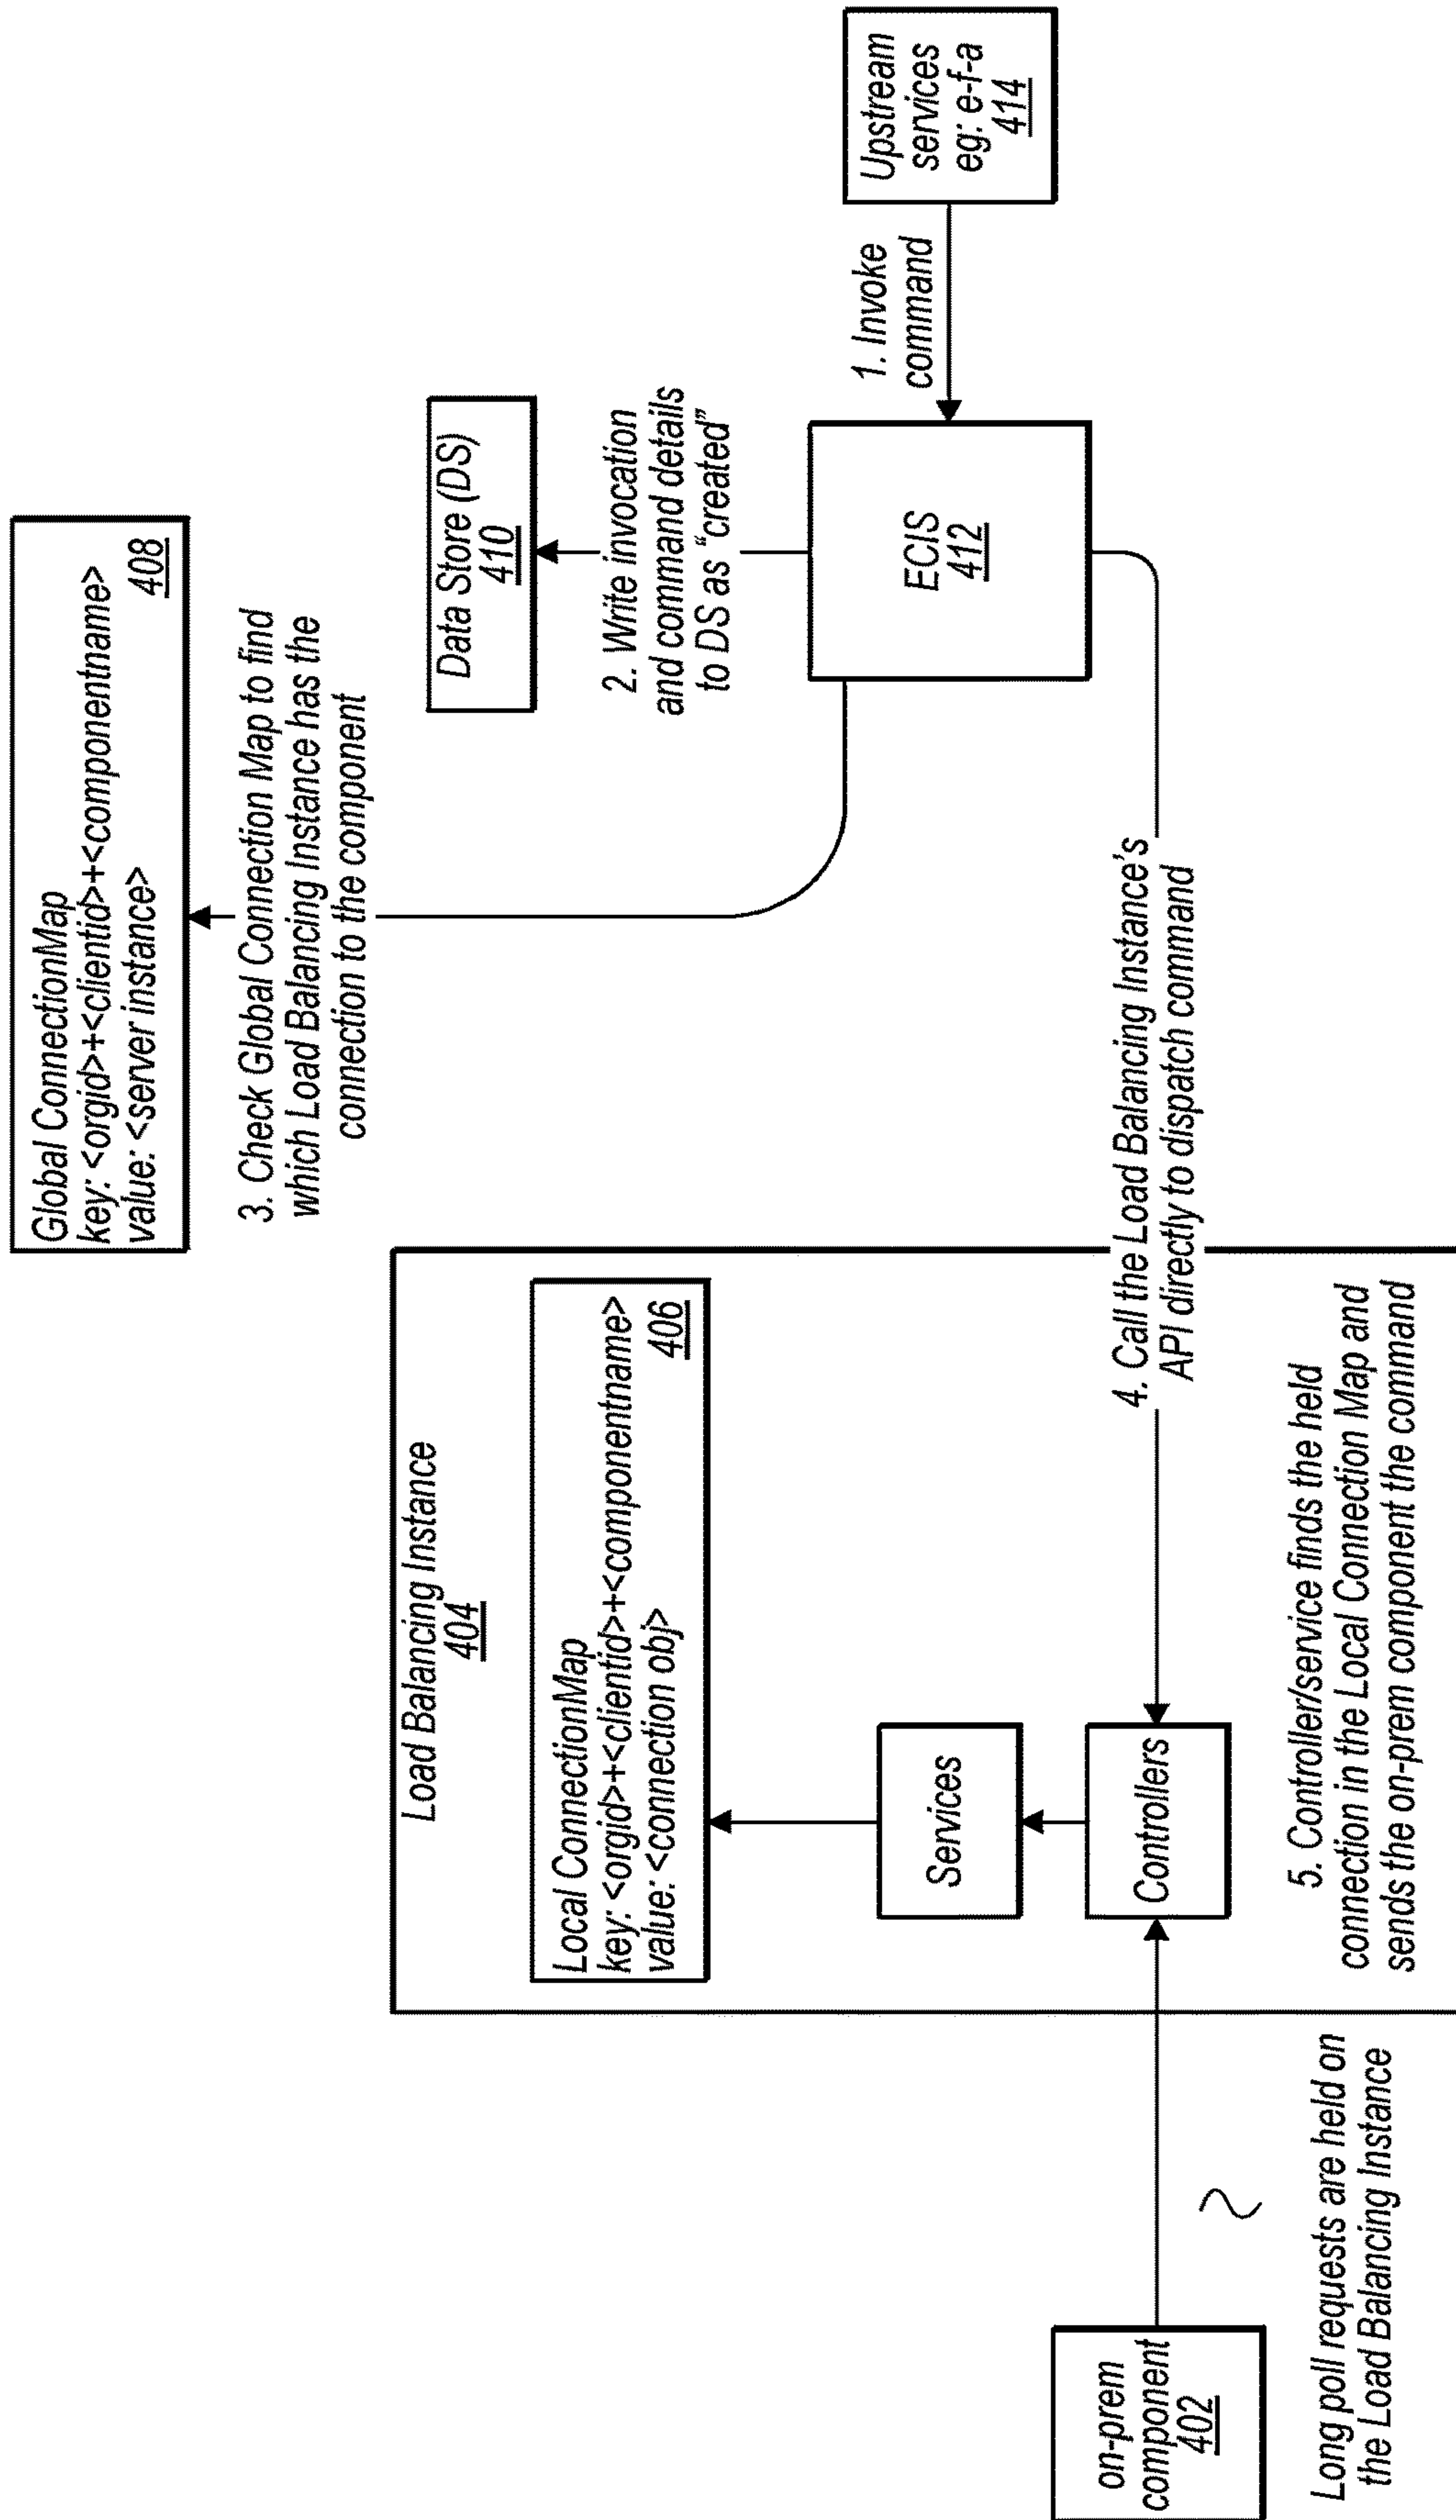 Global ConnectionMap
key: <orgid>+<clientid>+<componentname>
value: <server instance>
408
3. Check Global Connection Map to find
which Load Balancing Instance has the
connection to the component
Data Store (DS)
410
2. Write invocation
and command details
to DS as “created”
ECIS
412
1. Invoke
command
Upstream
services
eg: e-f-a
414
Load Balancing Instance
404
Local ConnectionMap
key: <orgid>+<clientid>+<componentname>
value: <connection obj>
406
Services
Controllers
4. Call the Load Balancing Instance’s
API directly to dispatch command
5. Controller/service finds the held
connection in the Local Connection Map and
sends the on-prem component the command
on-prem
component
402
Long poll requests are held on
the Load Balancing Instance